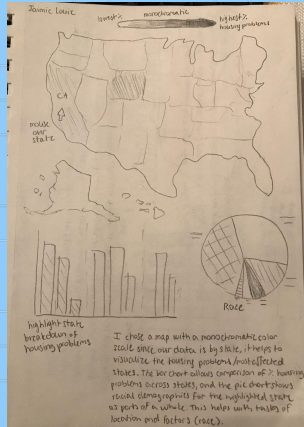 Jaimie Louie
monochromatic
lowest %
highest %
housing problems
CA
mouse
over
state
highlight state
breakdown of
housing problems
Race
I chose a map with a monochromatic color
scale since our data is by state, it helps to
visualize the housing problems/most affected
states. The bar chart allows comparison of % housing
problems across states, and the pie chart shows
racial demographics for the highlighted state
as parts of a whole. This helps with tasks of
location and factors (race).